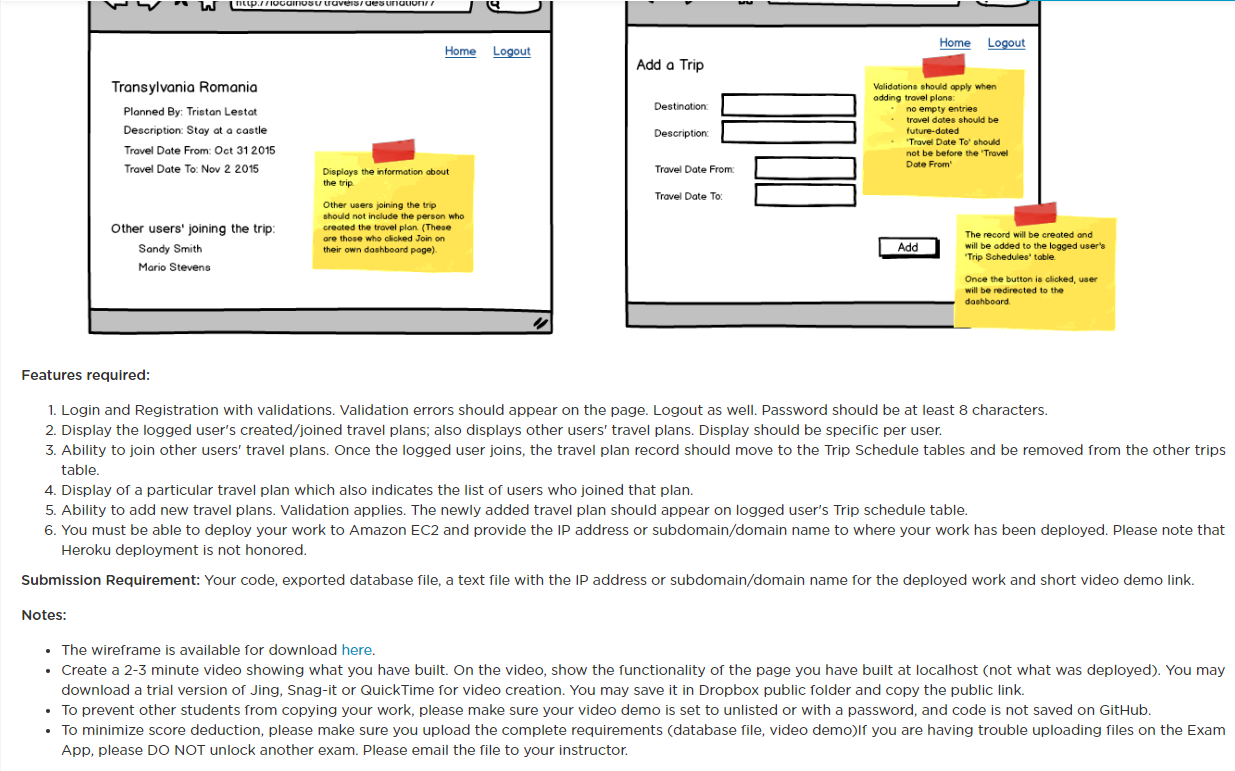 http://localhost/travels/destination/7
Home Logout
Transylvania Romania
Planned By: Tristan Lestat
Description: Stay at a castle
Travel Date From: Oct 31 2015
Travel Date To: Nov 2 2015
Displays the information about
the trip.
Other users joining the trip
should not include the person who
created the travel plan. (These
are those who clicked Join on
their own dashboard page).
Other users' joining the trip:
Sandy Smith
Mario Stevens
Home Logout
Add a Trip
Destination:
Description:
Travel Date From:
Travel Date To:
Add
Validations should apply when
adding travel plans:
• no empty entries
• travel dates should be
future-dated
• 'Travel Date To' should
not be before the 'Travel
Date From'
The record will be created and
will be added to the logged user's
'Trip Schedules' table.
Once the button is clicked, user
will be redirected to the
dashboard.
Features required:
1. Login and Registration with validations. Validation errors should appear on the page. Logout as well. Password should be at least 8 characters.
2. Display the logged user's created/joined travel plans; also displays other users' travel plans. Display should be specific per user.
3. Ability to join other users' travel plans. Once the logged user joins, the travel plan record should move to the Trip Schedule tables and be removed from the other trips
table.
4. Display of a particular travel plan which also indicates the list of users who joined that plan.
5. Ability to add new travel plans. Validation applies. The newly added travel plan should appear on logged user's Trip schedule table.
6. You must be able to deploy your work to Amazon EC2 and provide the IP address or subdomain/domain name to where your work has been deployed. Please note that
Heroku deployment is not honored.
Submission Requirement: Your code, exported database file, a text file with the IP address or subdomain/domain name for the deployed work and short video demo link.
Notes:
• The wireframe is available for download here.
• Create a 2-3 minute video showing what you have built. On the video, show the functionality of the page you have built at localhost (not what was deployed). You may
download a trial version of Jing, Snag-it or QuickTime for video creation. You may save it in Dropbox public folder and copy the public link.
• To prevent other students from copying your work, please make sure your video demo is set to unlisted or with a password, and code is not saved on GitHub.
• To minimize score deduction, please make sure you upload the complete requirements (database file, video demo)If you are having trouble uploading files on the Exam
App, please DO NOT unlock another exam. Please email the file to your instructor.